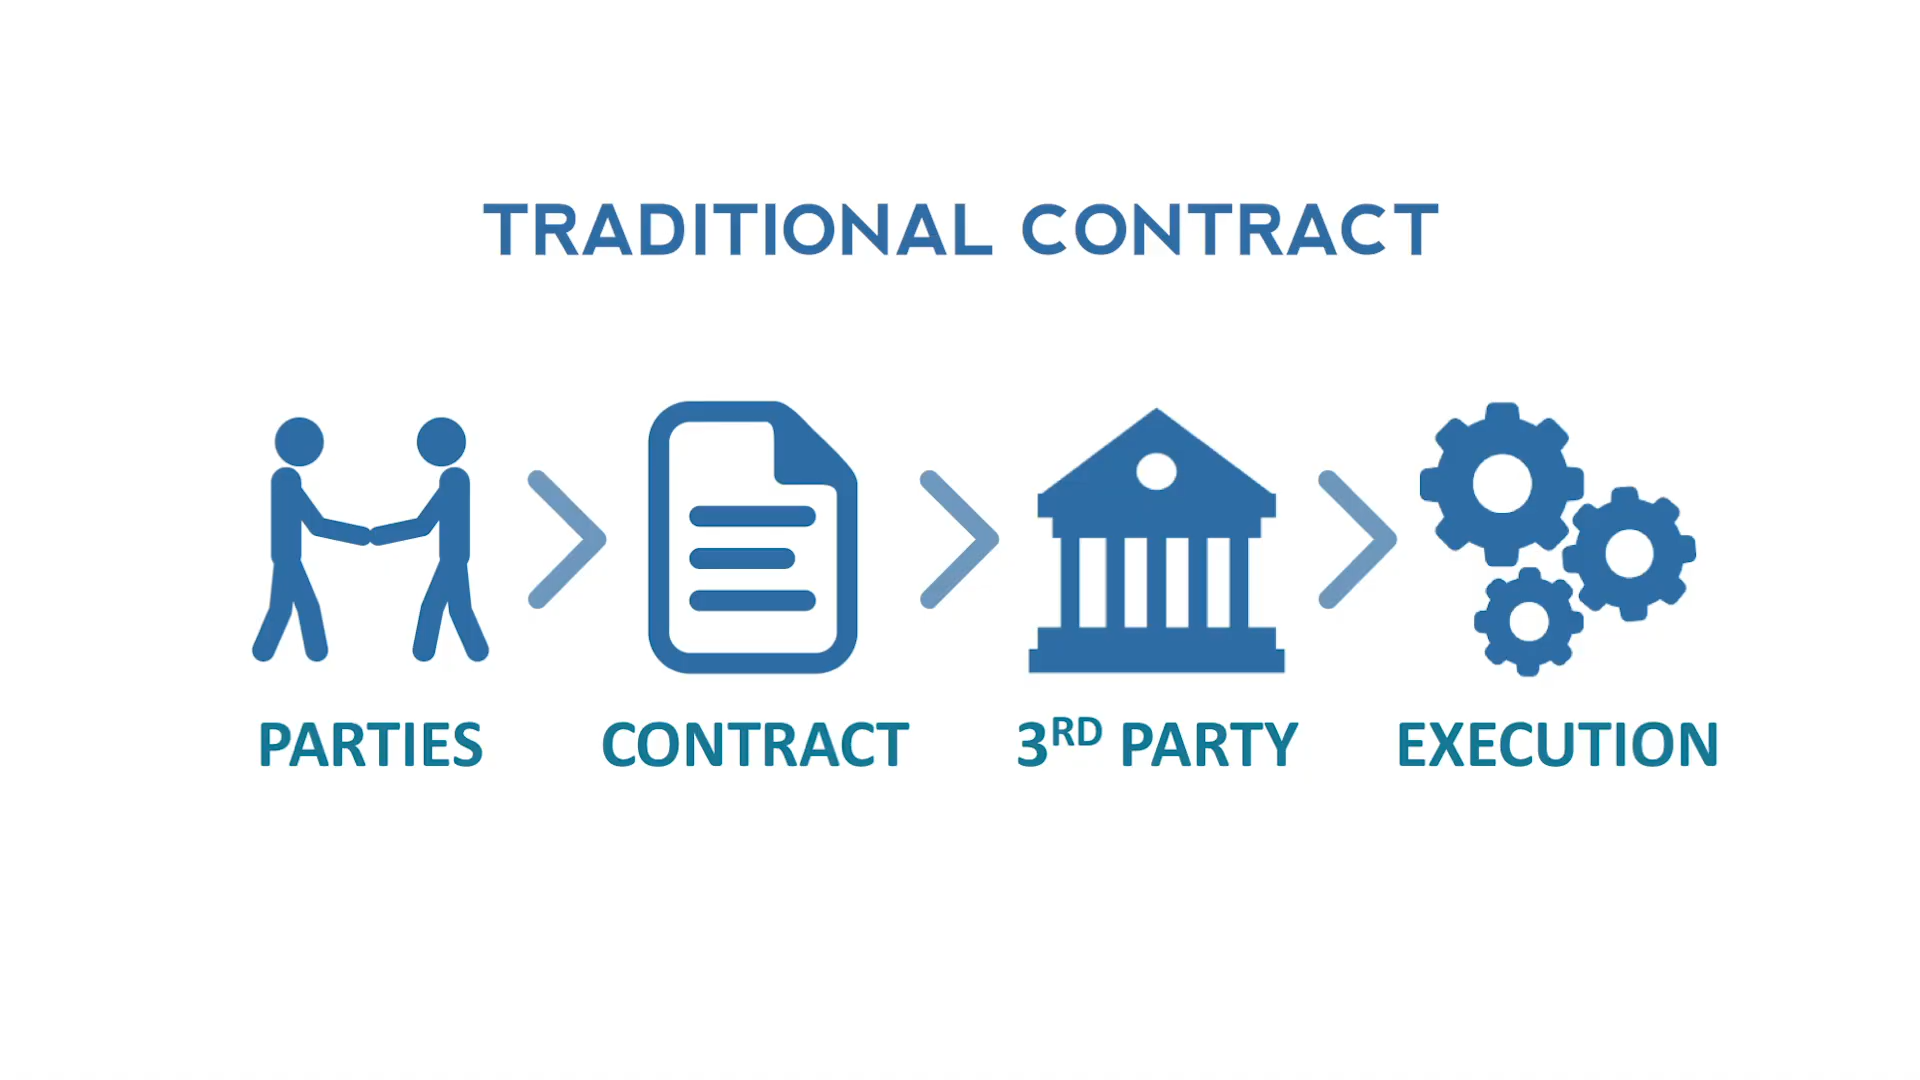 TRADITIONAL CONTRACT
PARTIES
CONTRACT
3RD PARTY
EXECUTION